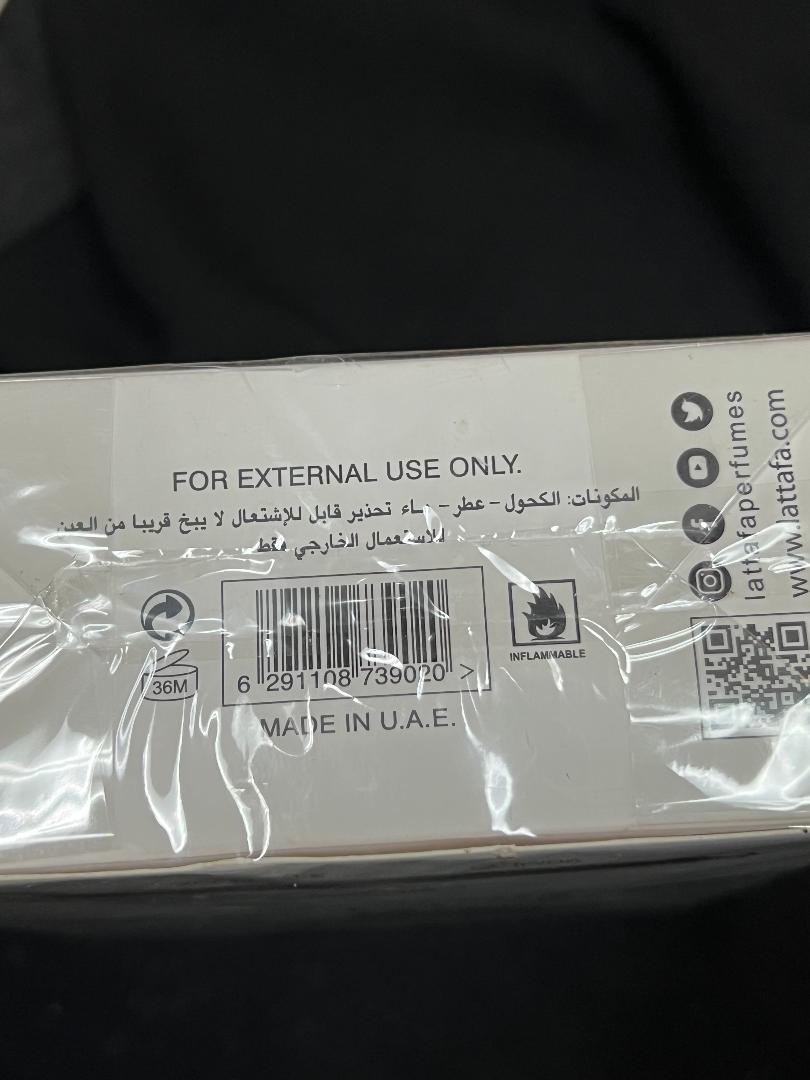 FOR EXTERNAL USE ONLY.
المكونات: الكحول - عطر - ماء تحذير قابل للإشتعال لا يبخ قريبا من العين
للاستعمال الخارجي فقط
36M
6 291108 739020 >
INFLAMMABLE
MADE IN U.A.E.
lattafaperfumes
www.lattafa.com